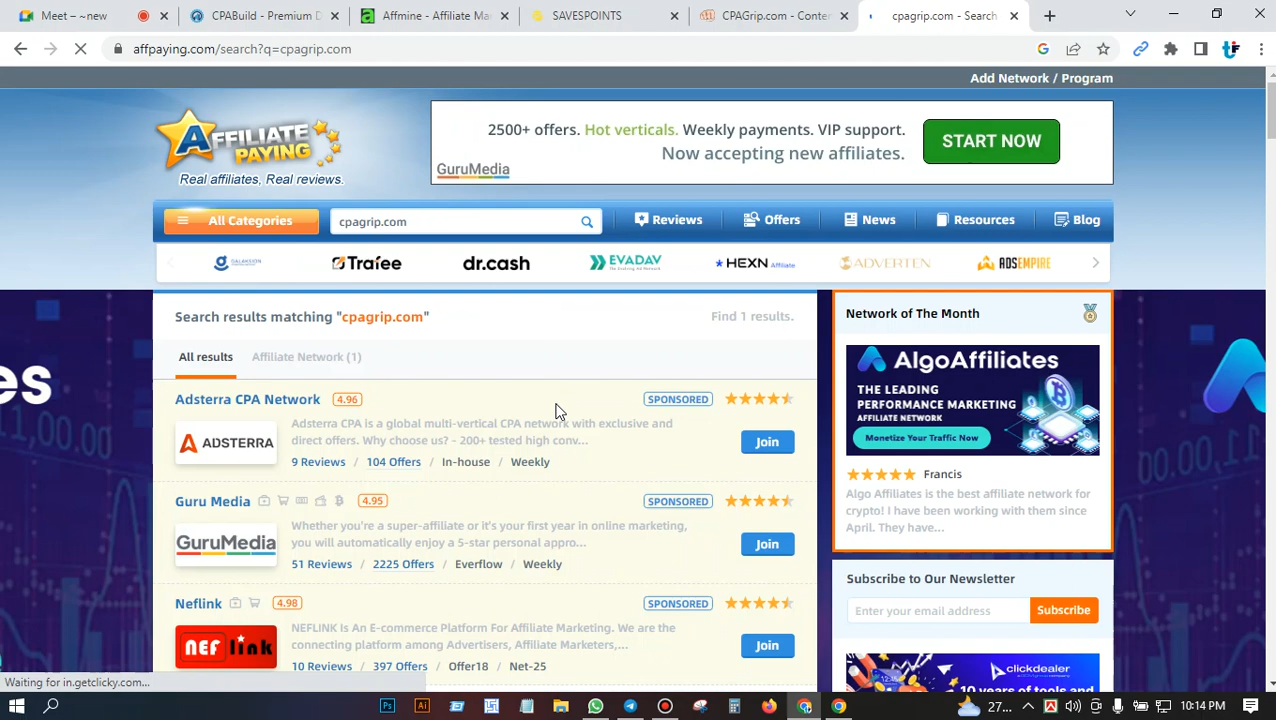 Meet – ~new
CPABuild - Premium D
Affmine - Affiliate Ma
SAVESPOINTS
CPAGrip.com - Conter
cpagrip.com - Search
affpaying.com/search?q=cpagrip.com
Add Network / Program
AFFILIATE
PAYING
Real affiliates, Real reviews.
2500+ offers. Hot verticals. Weekly payments. VIP support.
Now accepting new affiliates.
GuruMedia
START NOW
All Categories
cpagrip.com
Reviews
Offers
News
Resources
Blog
GALAKSION
Trafee
dr.cash
EVADAV
HEXN Affiliate
ADVERTEN
ADSEMPIRE
Search results matching "cpagrip.com"
Find 1 results.
All results
Affiliate Network (1)
Adsterra CPA Network 4.96
SPONSORED
Adsterra CPA is a global multi-vertical CPA network with exclusive and
direct offers. Why choose us? – 200+ tested high conv...
ADSTERRA
Join
9 Reviews / 104 Offers / In-house / Weekly
Guru Media 4.95
SPONSORED
Whether you're a super-affiliate or it's your first year in online marketing,
you will automatically enjoy a 5-star personal appro...
GuruMedia
Join
51 Reviews / 2225 Offers / Everflow / Weekly
Neflink 4.98
SPONSORED
NEFLINK Is An E-commerce Platform For Affiliate Marketing. We are the
connecting platform among Advertisers, Affiliate Marketers,...
NEF link
Join
10 Reviews / 397 Offers / Offer18 / Net-25
Network of The Month
AlgoAffiliates
THE LEADING
PERFORMANCE MARKETING
AFFILIATE NETWORK
Monetize Your Traffic Now
Francis
Algo Affiliates is the best affiliate network for
crypto! I have been working with them since
April. They have...
Subscribe to Our Newsletter
Enter your email address
Subscribe
clickdealer
10 years of tools and
es
Waiting for in.getclicky.com...
27...
10:14 PM